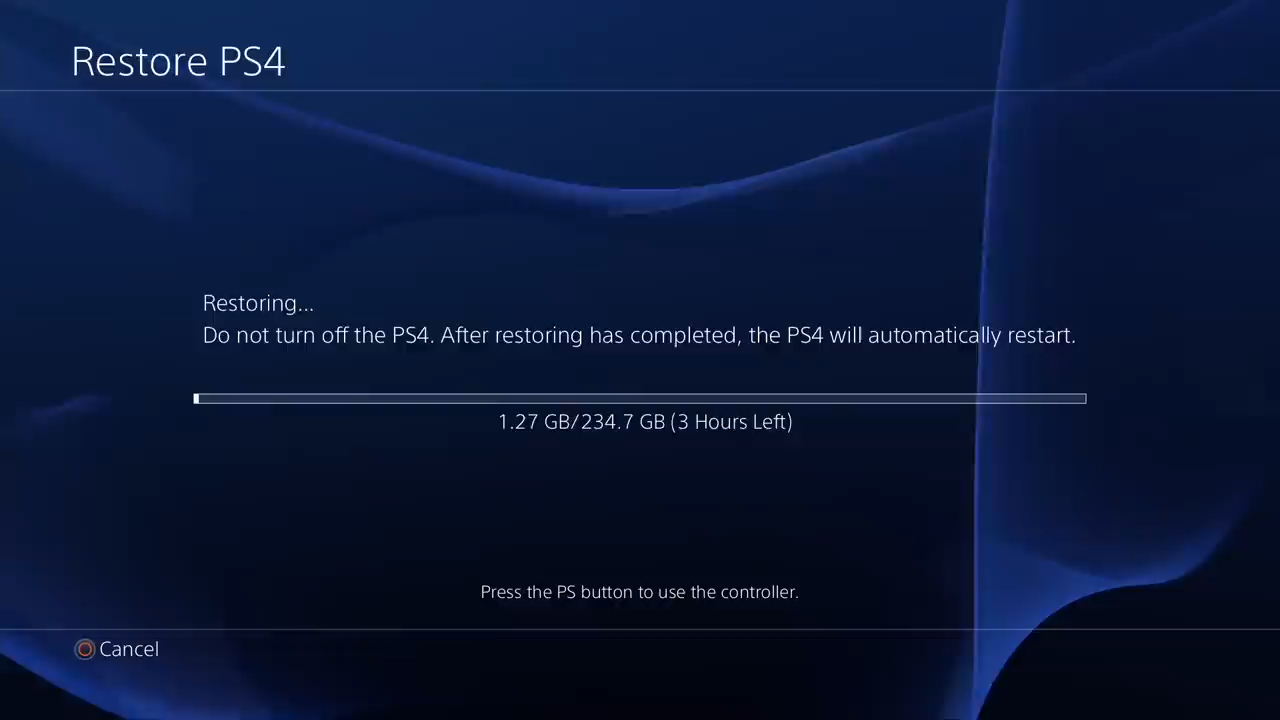 Restore PS4
Restoring...
Do not turn off the PS4. After restoring has completed, the PS4 will automatically restart.
1.27 GB/234.7 GB (3 Hours Left)
Press the PS button to use the controller.
Cancel